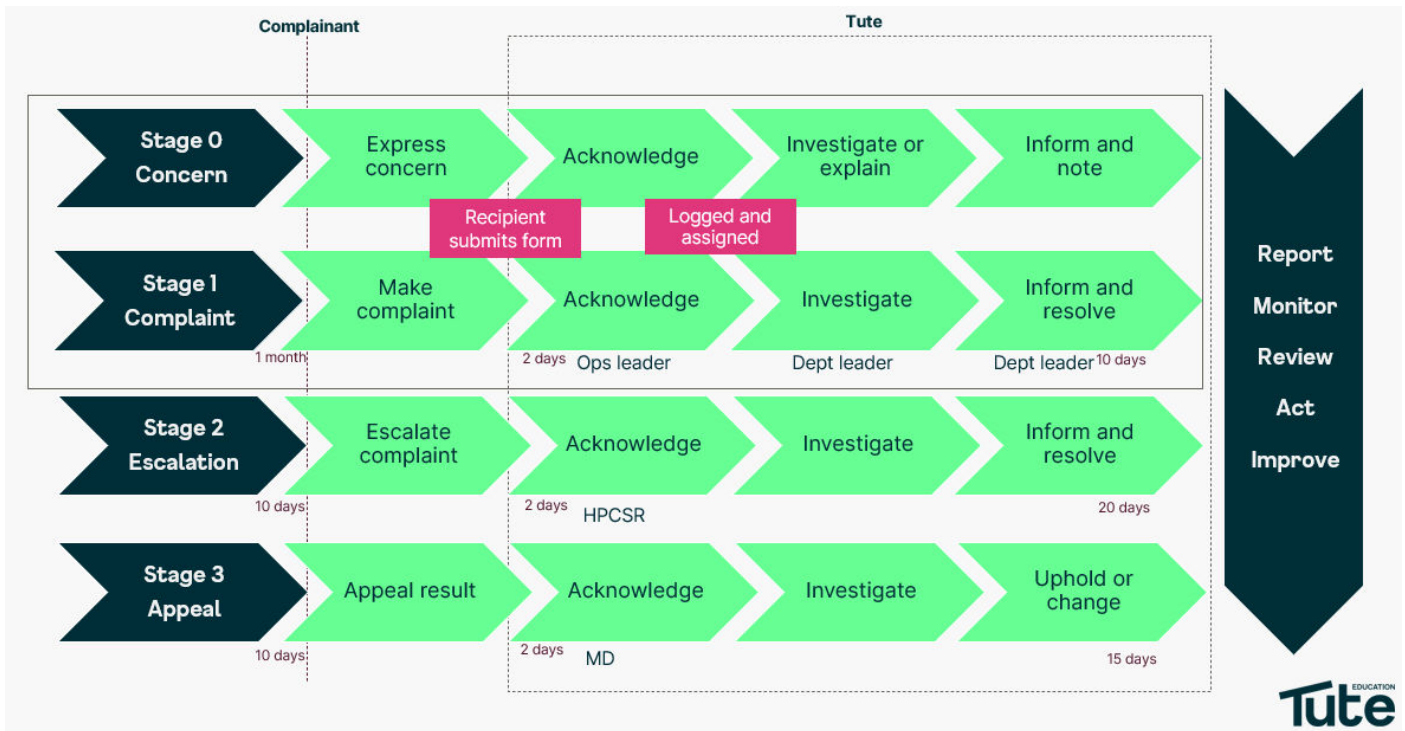 Complainant
Tute
Stage 0
Concern
Express
concern
Acknowledge
Investigate or
explain
Inform and
note
Recipient
submits form
Logged and
assigned
Stage 1
Complaint
Make
complaint
Acknowledge
Investigate
Inform and
resolve
1 month
2 days
Ops leader
Dept leader
Dept leader
10 days
Stage 2
Escalation
Escalate
complaint
Acknowledge
Investigate
Inform and
resolve
10 days
2 days
HPCSR
20 days
Stage 3
Appeal
Appeal result
Acknowledge
Investigate
Uphold or
change
10 days
2 days
MD
15 days
Report
Monitor
Review
Act
Improve
EDUCATION
Tute